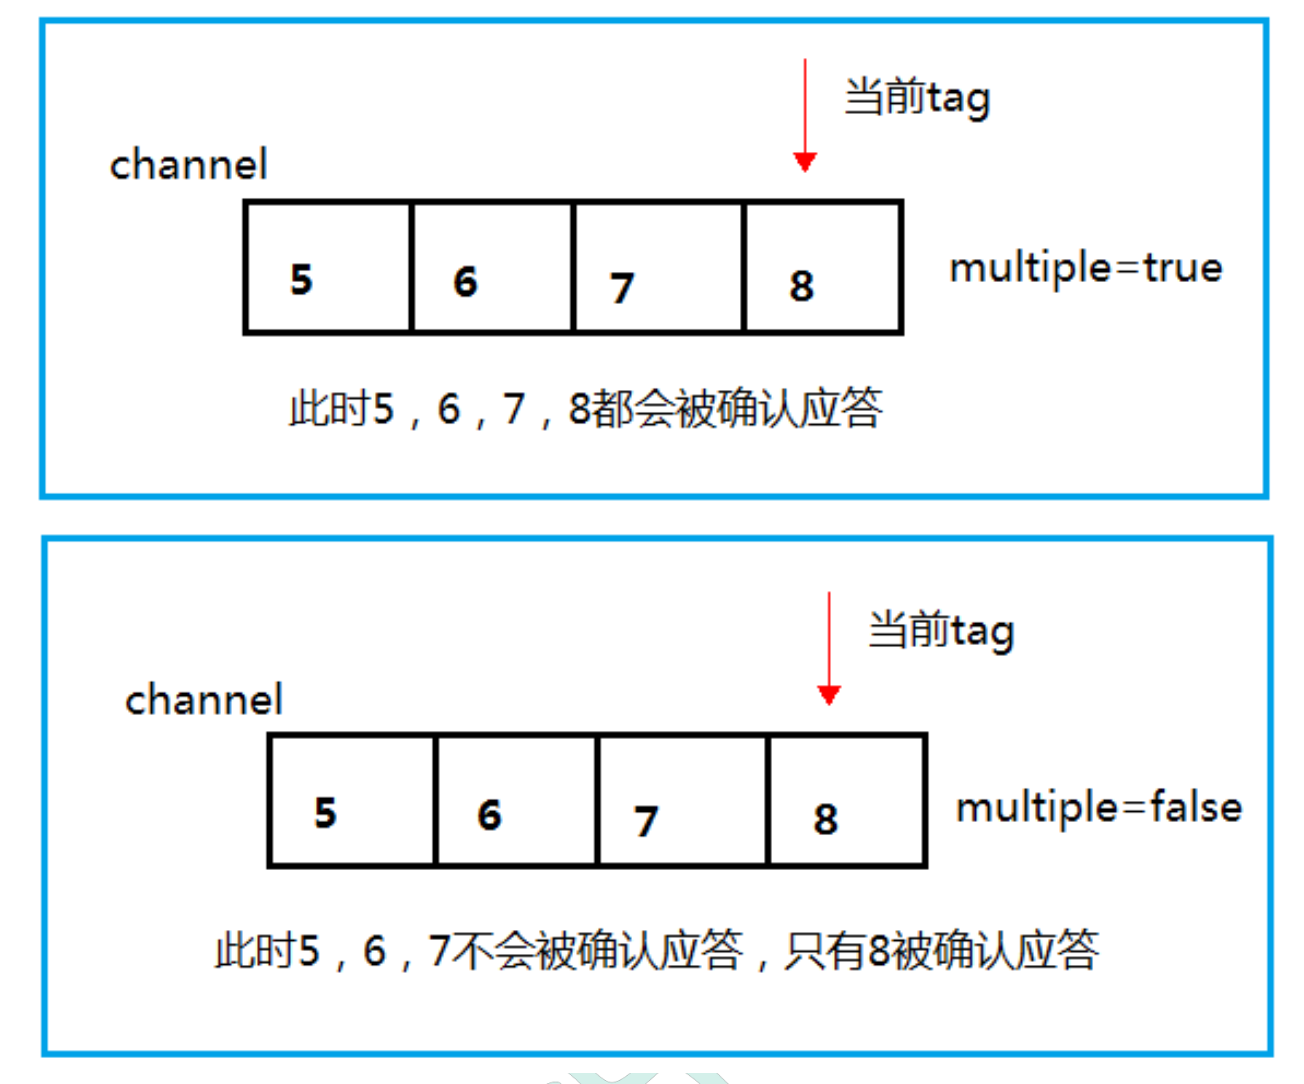 当前tag
channel
5 6 7 8
multiple=true
此时5，6，7，8都会被确认应答
当前tag
channel
5 6 7 8
multiple=false
此时5，6，7不会被确认应答，只有8被确认应答